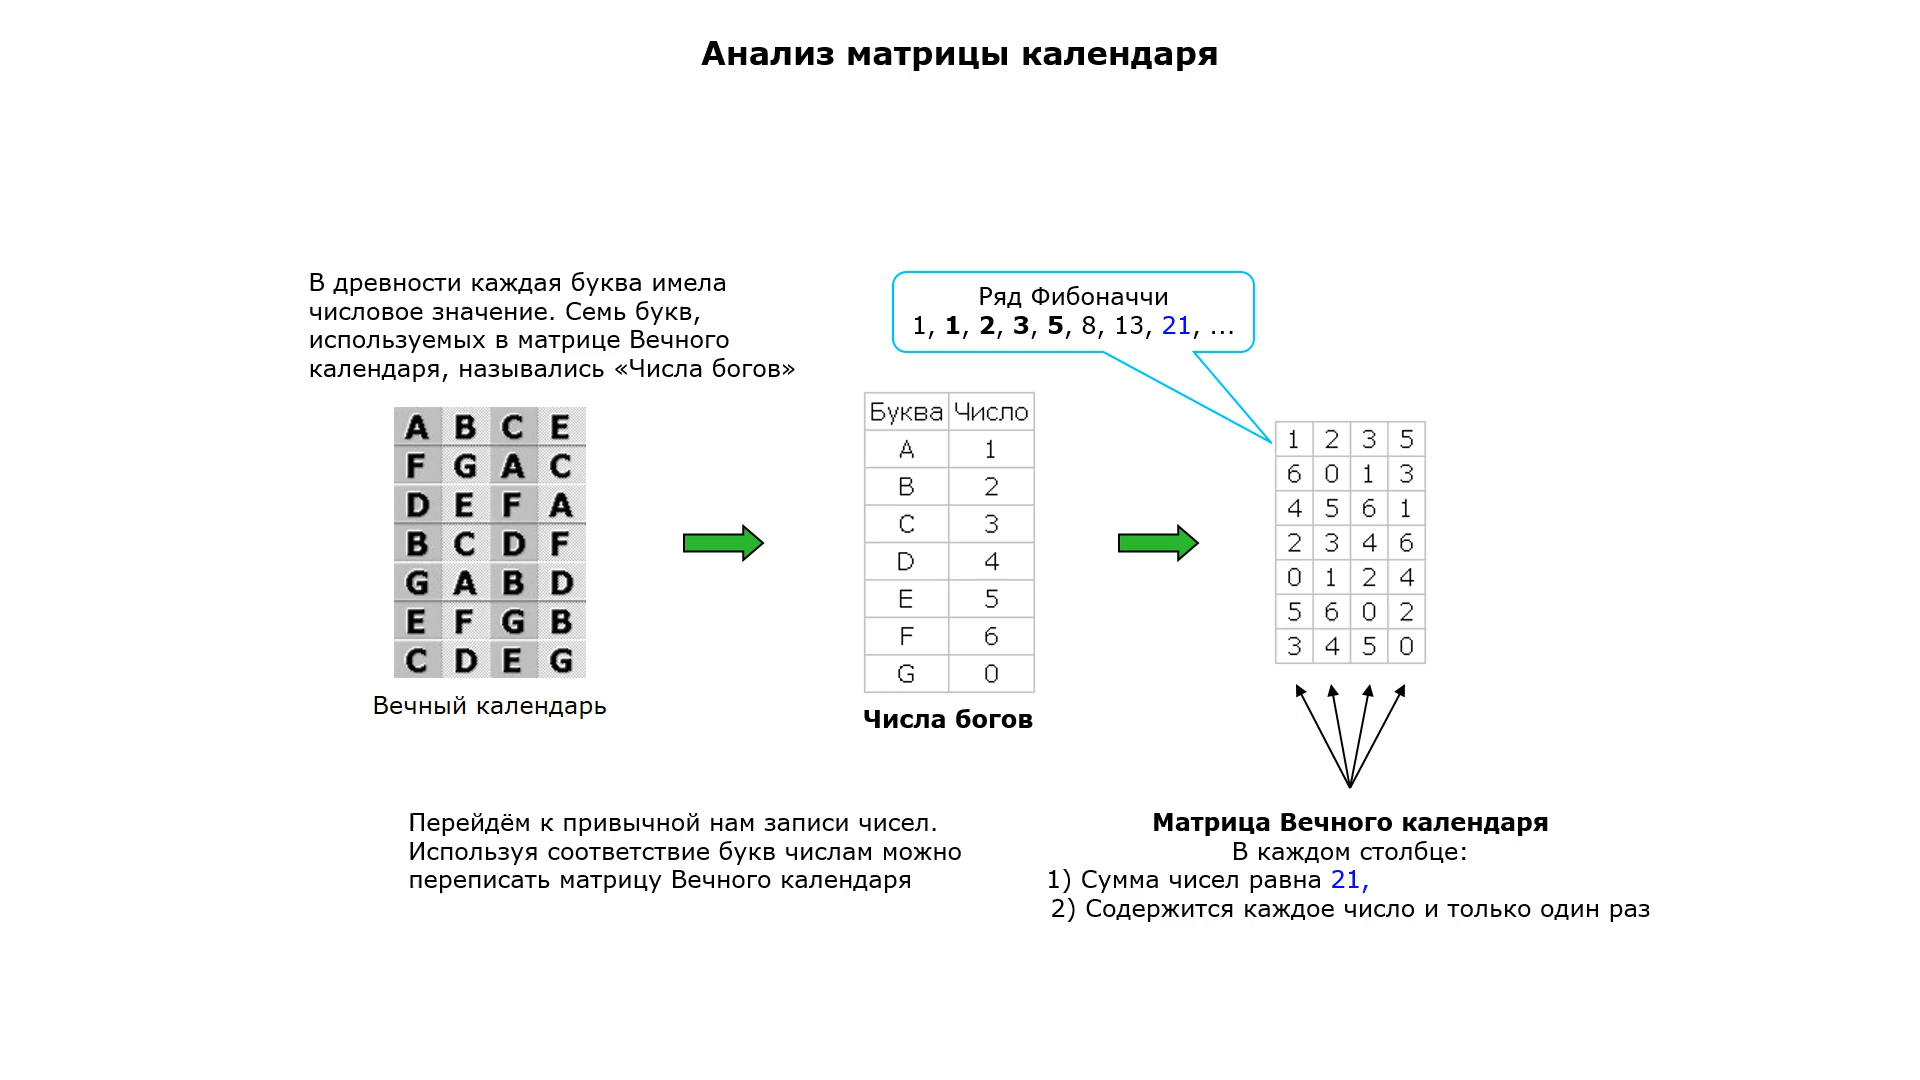 Анализ матрицы календаря
В древности каждая буква имела
числовое значение. Семь букв,
используемых в матрице Вечного
календаря, назывались «Числа богов»
A B C E
F G A C
D E F A
B C D F
G A B D
E F G B
C D E G
Вечный календарь
Ряд Фибоначчи
1, 1, 2, 3, 5, 8, 13, 21, ...
Буква Число
A 1
B 2
C 3
D 4
E 5
F 6
G 0
Числа богов
1 2 3 5
6 0 1 3
4 5 6 1
2 3 4 6
0 1 2 4
5 6 0 2
3 4 5 0
Перейдём к привычной нам записи чисел.
Используя соответствие букв числам можно
переписать матрицу Вечного календаря
Матрица Вечного календаря
В каждом столбце:
1) Сумма чисел равна 21,
2) Содержится каждое число и только один раз